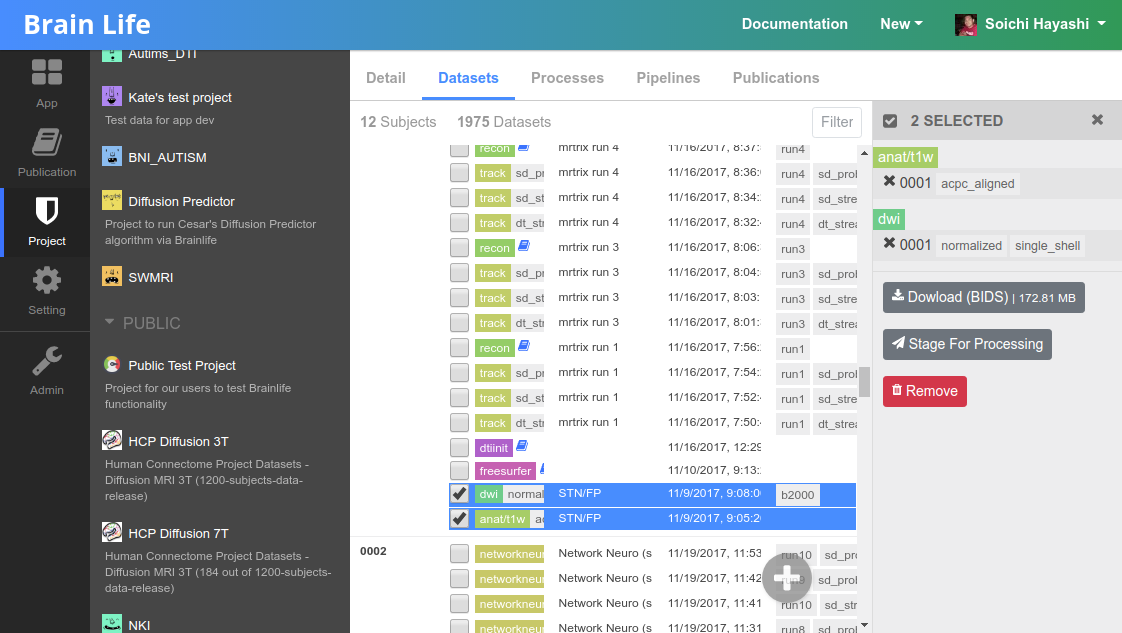 Brain Life
Documentation
New
Soichi Hayashi
App
Publication
Project
Setting
Admin
Autims_DTI
Kate's test project
Test data for app dev
BNI_AUTISM
Diffusion Predictor
Project to run Cesar's Diffusion Predictor
algorithm via Brainlife
SWMRI
PUBLIC
Public Test Project
Project for our users to test Brainlife
functionality
HCP Diffusion 3T
Human Connectome Project Datasets -
Diffusion MRI 3T (1200-subjects-data-
release)
HCP Diffusion 7T
Human Connectome Project Datasets -
Diffusion MRI 3T (184 out of 1200-subjects-
data-release)
NKI
Detail Datasets Processes Pipelines Publications
12 Subjects 1975 Datasets Filter
recon mrtrix run 4 11/16/2017, 8:37: run4
track sd_pr mrtrix run 4 11/16/2017, 8:36: run4 sd_prol
track sd_st mrtrix run 4 11/16/2017, 8:34: run4 sd_stre
track dt_str mrtrix run 4 11/16/2017, 8:32: run4 dt_strea
recon mrtrix run 3 11/16/2017, 8:06: run3
track sd_pr mrtrix run 3 11/16/2017, 8:04: run3 sd_prol
track sd_st mrtrix run 3 11/16/2017, 8:03: run3 sd_stre
track dt_str mrtrix run 3 11/16/2017, 8:01: run3 dt_strea
recon mrtrix run 1 11/16/2017, 7:56: run1
track sd_pr mrtrix run 1 11/16/2017, 7:54: run1 sd_prol
track sd_st mrtrix run 1 11/16/2017, 7:52: run1 sd_stre
track dt_str mrtrix run 1 11/16/2017, 7:50: run1 dt_strea
dtiinit 11/16/2017, 12:29
freesurfer 11/10/2017, 9:13:
dwi normal STN/FP 11/9/2017, 9:08:0 b2000
anat/t1w ac STN/FP 11/9/2017, 9:05:2
0002 networkneur Network Neuro (s 11/19/2017, 11:53 run10 sd_pro
networkneur Network Neuro (s 11/19/2017, 11:42 run9 sd_prol
networkneur Network Neuro (s 11/19/2017, 11:41 run10 sd_str
networkneur Network Neuro (s 11/19/2017, 11:31 run8 sd_prol
2 SELECTED
anat/t1w
0001 acpc_aligned
dwi
0001 normalized single_shell
Dowload (BIDS) | 172.81 MB
Stage For Processing
Remove